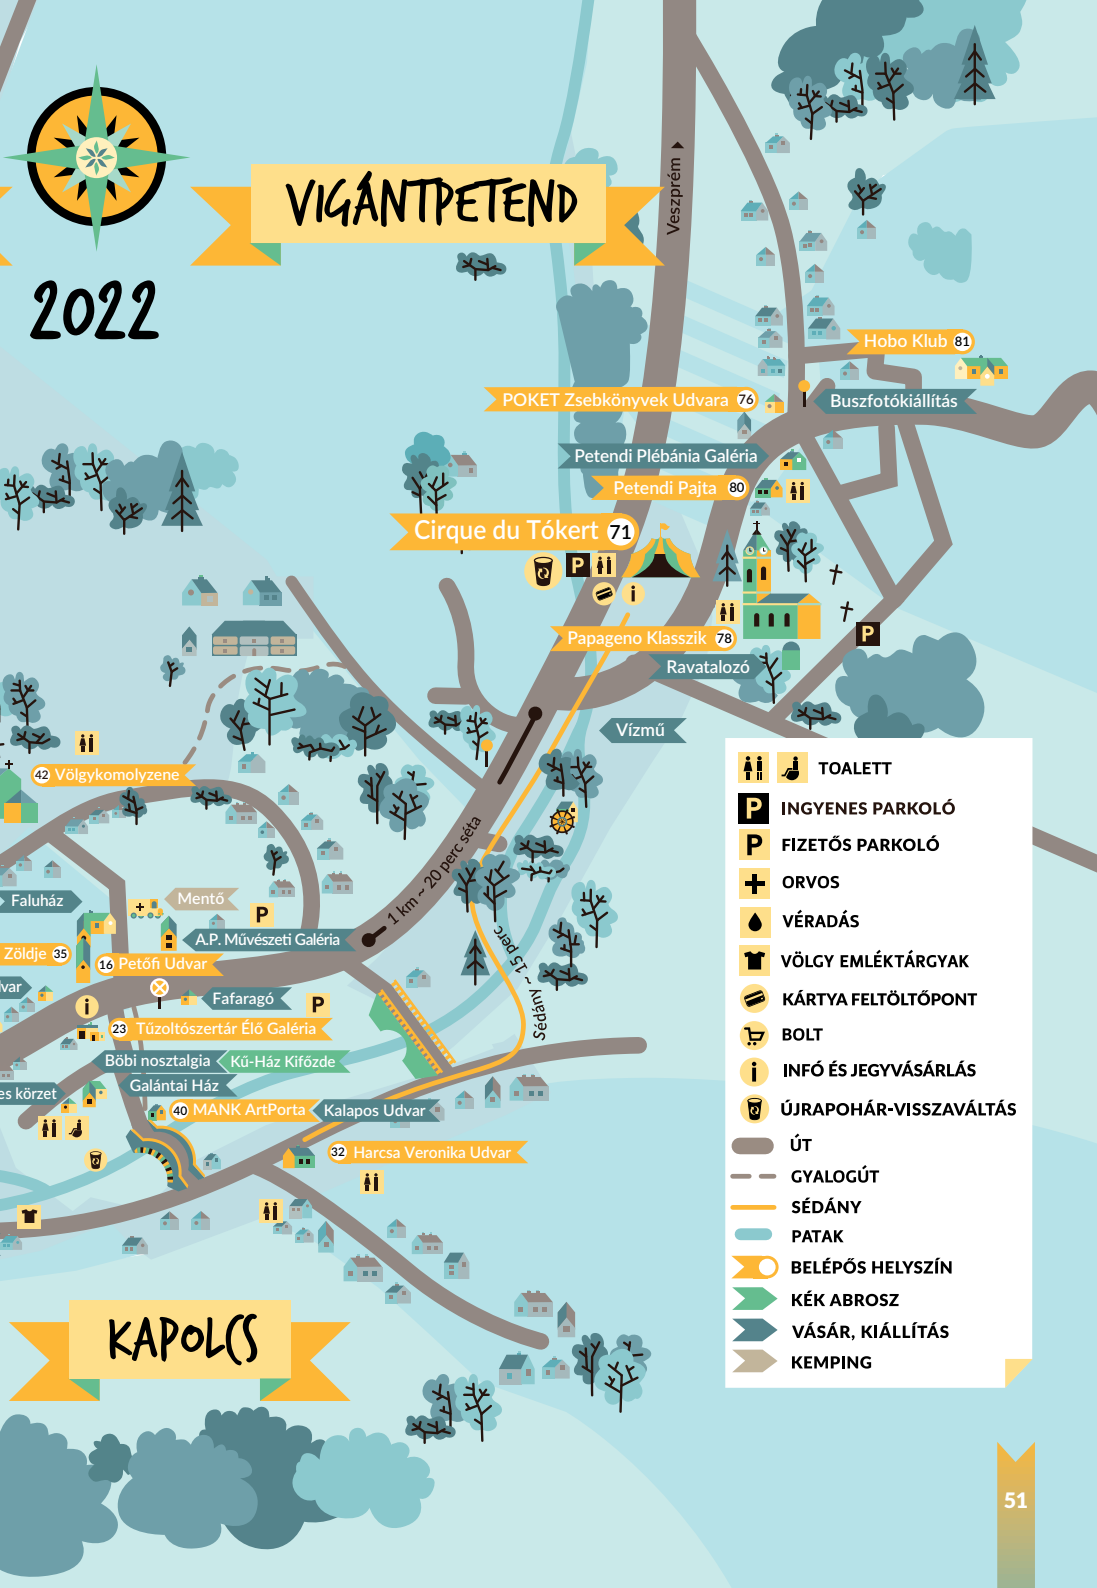 VIGÁNTPETEND
2022
Veszprém
Hobo Klub 81
POKET Zsebkönyvek Udvara 76
Buszfotókiállítás
Petendi Plébánia Galéria
Petendi Pajta 80
Cirque du Tókert 71
P
i
Papageno Klasszik 78
P
Ravatalozó
Vízmű
42 Völgykomolyzene
1 km ~ 20 perc séta
Faluház
Mentő
P
A.P. Művészeti Galéria
Zöldje 35
16 Petőfi Udvar
Sédány ~ 15 perc
lvar
Fafaragó
P
i
23 Tűzoltószertár Élő Galéria
Böbi nosztalgia
Kű-Ház Kifőzde
Galántai Ház
es körzet
40 MANK ArtPorta
Kalapos Udvar
32 Harcsa Veronika Udvar
KAPOLCS
TOALETT
P INGYENES PARKOLÓ
P FIZETŐS PARKOLÓ
ORVOS
VÉRADÁS
VÖLGY EMLÉKTÁRGYAK
KÁRTYA FELTÖLTŐPONT
BOLT
i INFÓ ÉS JEGYVÁSÁRLÁS
ÚJRAPOHÁR-VISSZAVÁLTÁS
ÚT
GYALOGÚT
SÉDÁNY
PATAK
BELÉPŐS HELYSZÍN
KÉK ABROSZ
VÁSÁR, KIÁLLÍTÁS
KEMPING
51